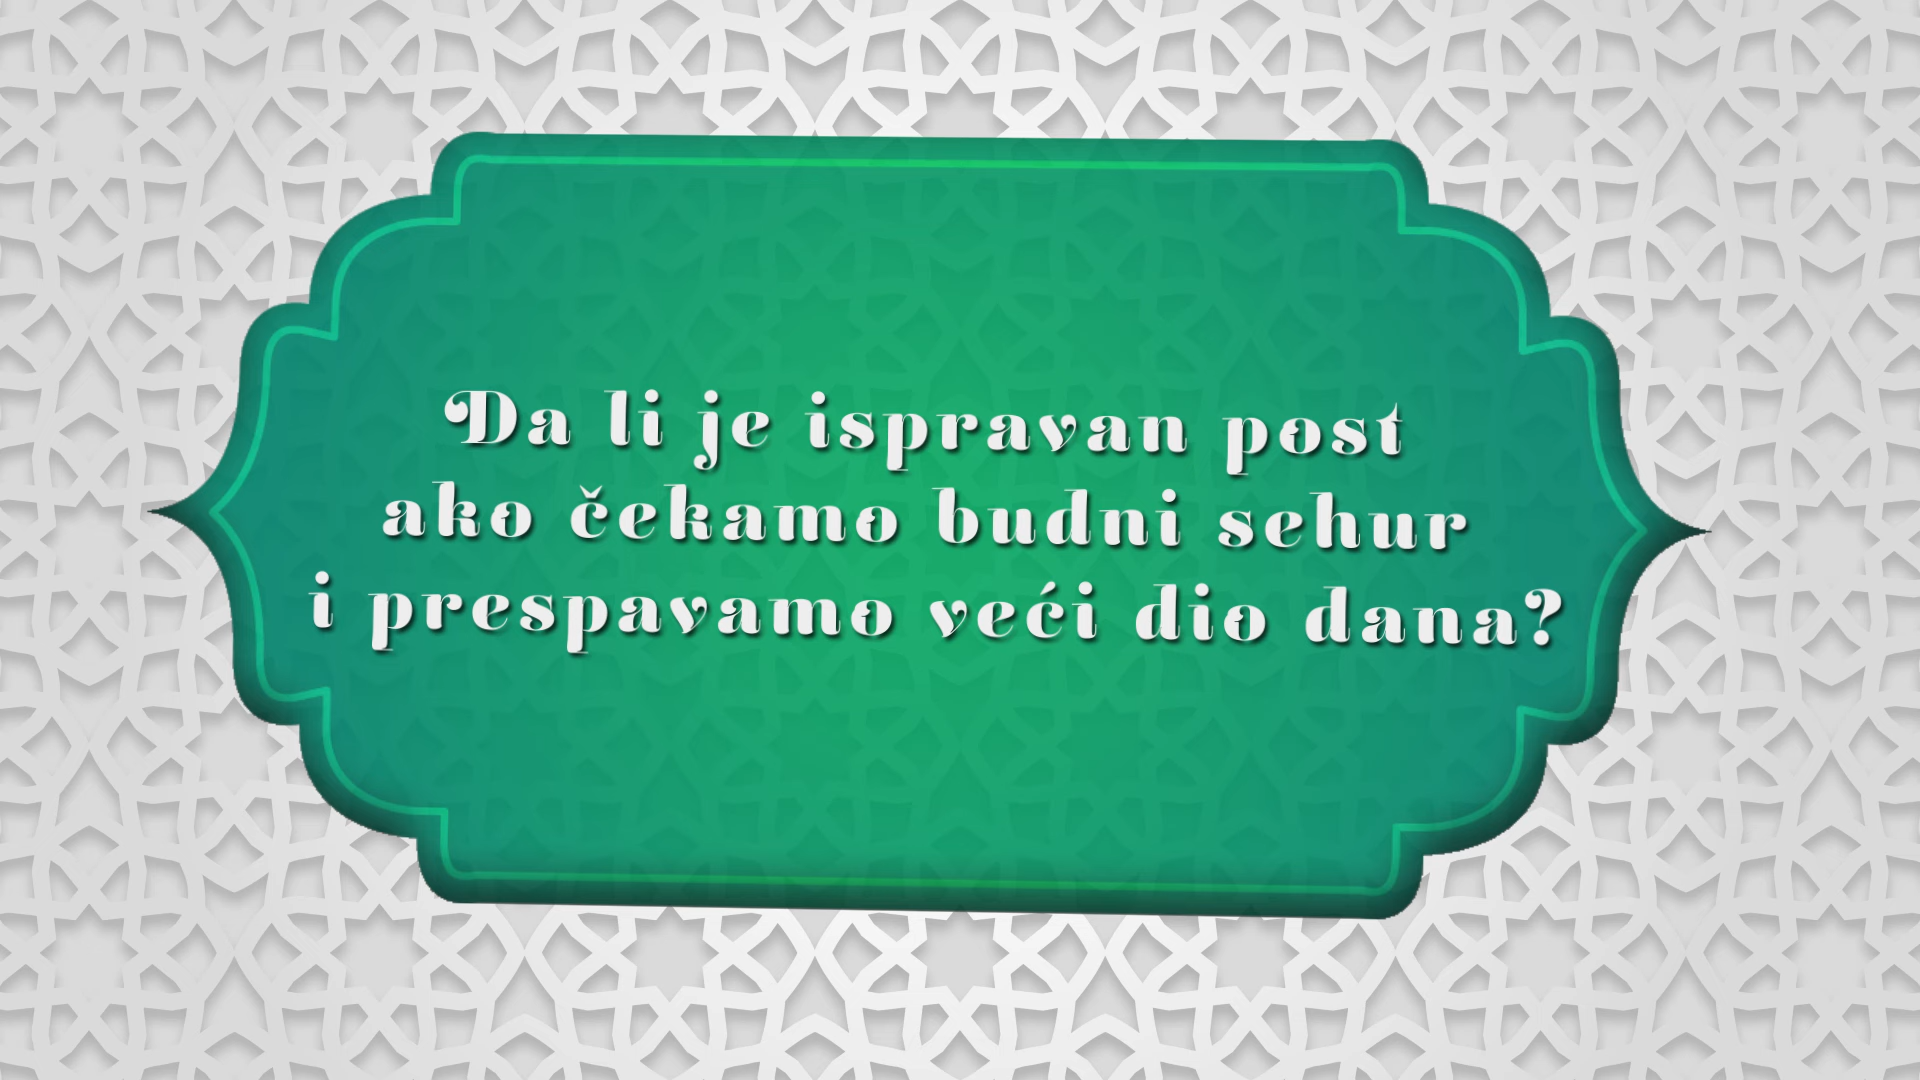 Da li je ispravan post
ako čekamo budni sehur
i prespavamo veći dio dana?